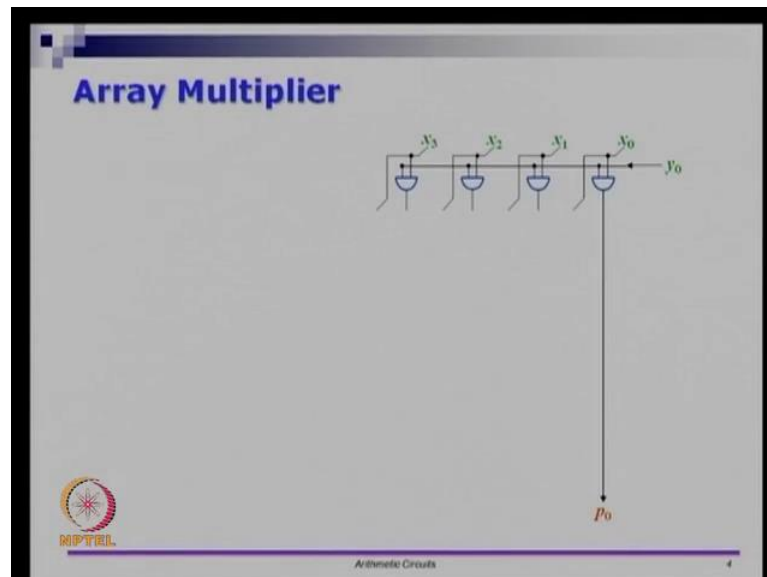 Array Multiplier
x₃ x₂ x₁ x₀
y₀
p₀
NPTEL
Arithmetic Circuits 4